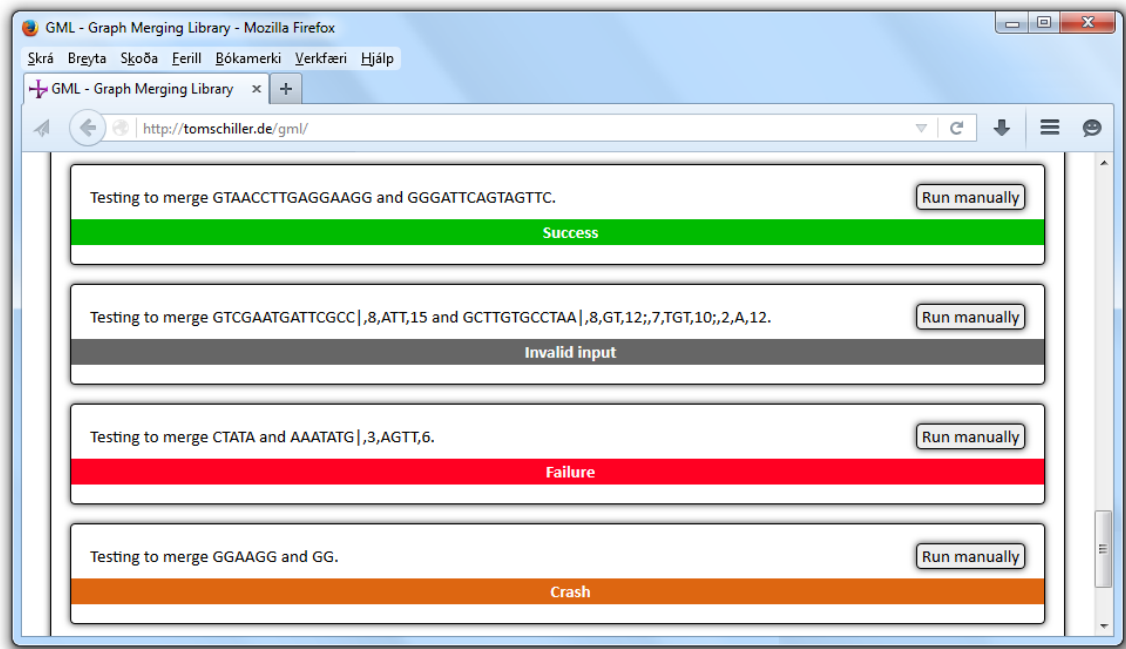 GML - Graph Merging Library - Mozilla Firefox
Skrá Breyta Skoða Ferill Bókamerki Verkfæri Hjálp
GML - Graph Merging Library × +
http://tomschiller.de/gml/
Testing to merge GTAACCTTGAGGAAGG and GGGATTCAGTAGTTC. Run manually
Success
Testing to merge GTCGAATGATTCGCC|,8,ATT,15 and GCTTGTGCCTAA|,8,GT,12;,7,TGT,10;,2,A,12. Run manually
Invalid input
Testing to merge CTATA and AAATATG|,3,AGTT,6. Run manually
Failure
Testing to merge GGAAGG and GG. Run manually
Crash